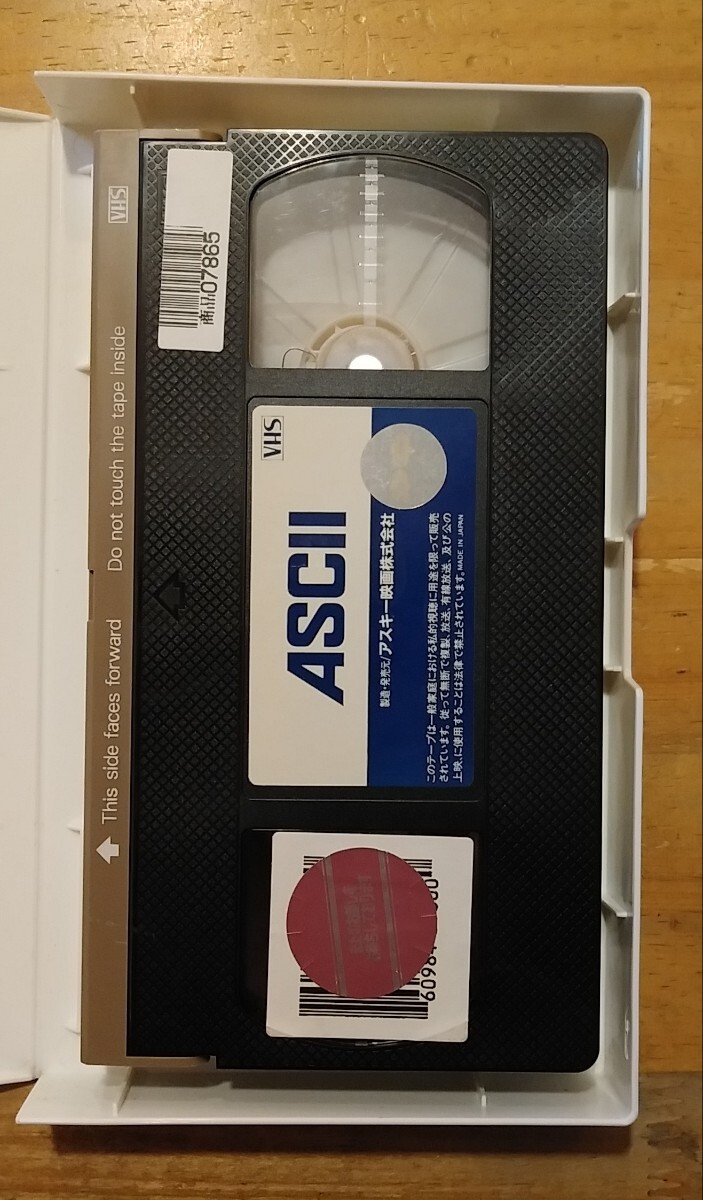 VHS
This side faces forward
Do not touch the tape inside
商品07865
VHS
ASCII
製造・発売元/アスキー映画株式会社
このテープは一般家庭における私的視聴に用途を限って販売
されています。従って無断で複製、放送、有線放送、及び公の
上映、に使用することは法律で禁止されています。MADE IN JAPAN